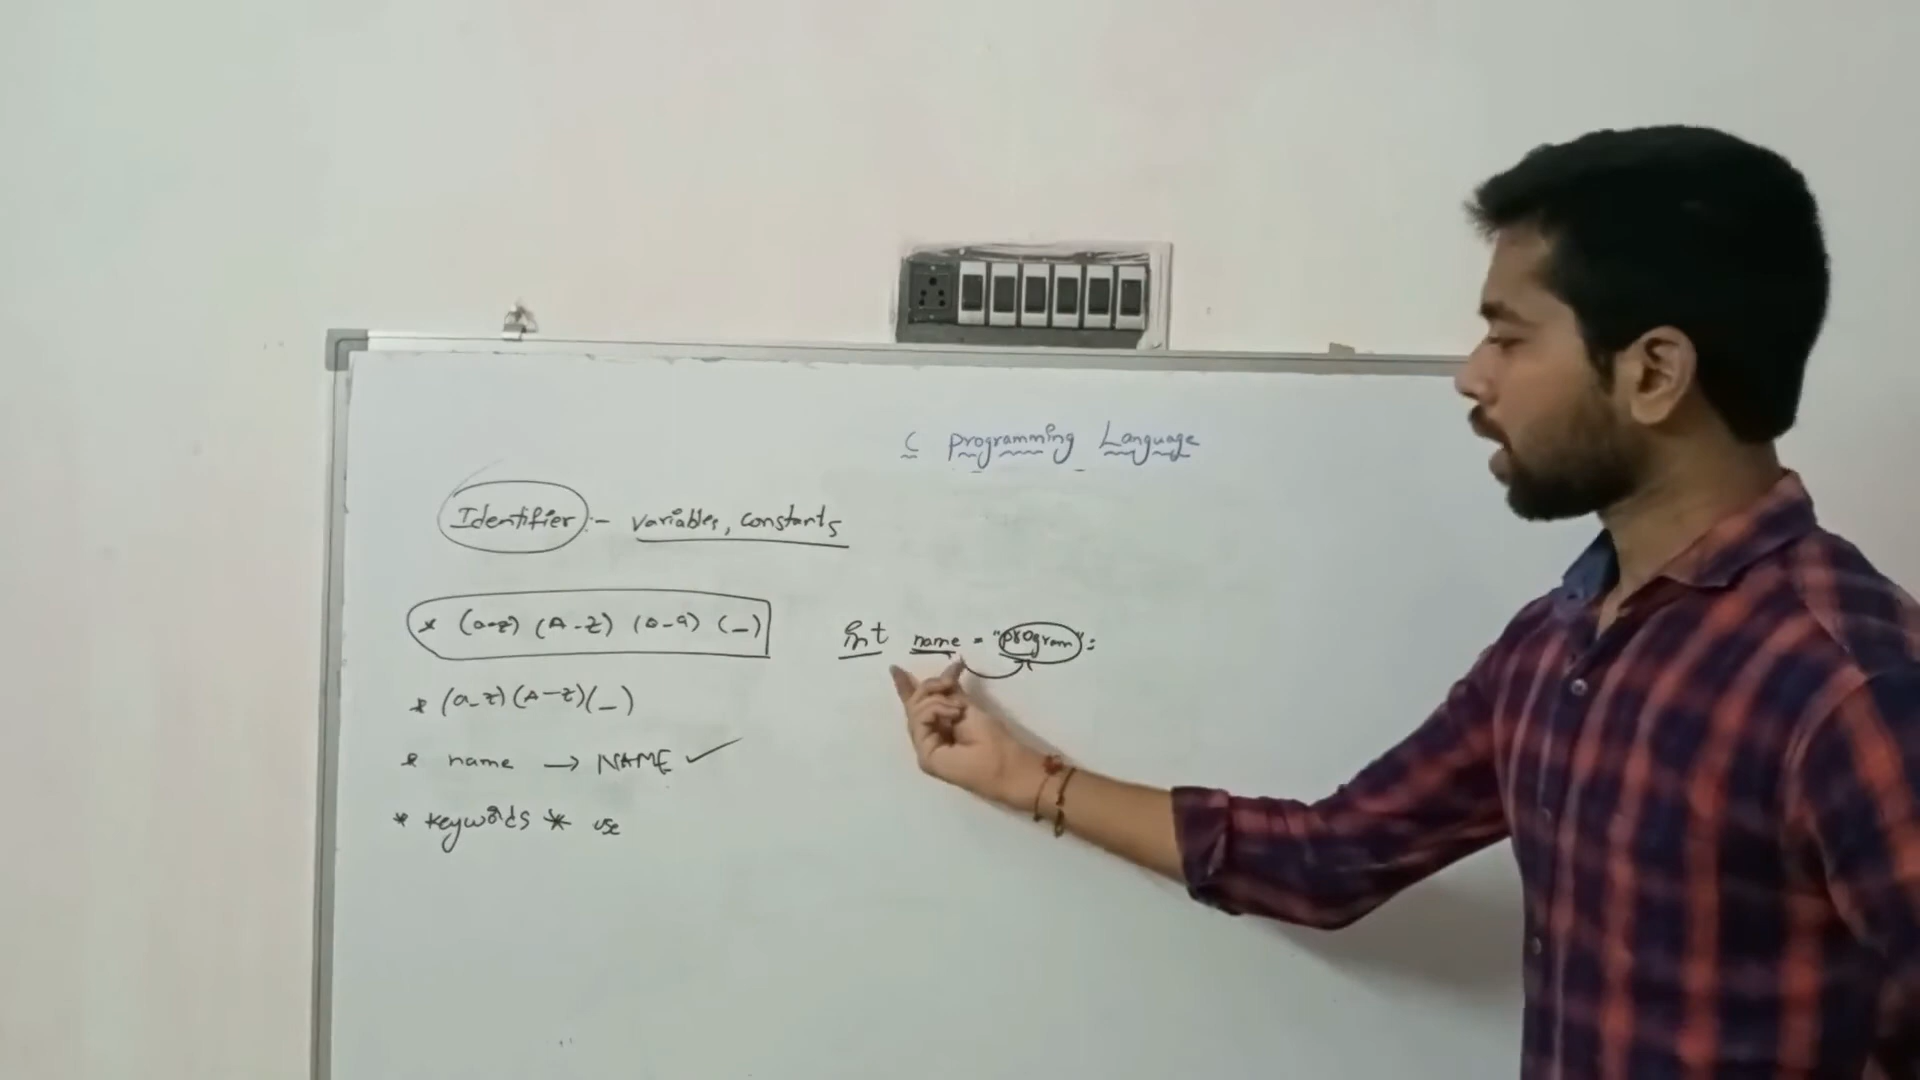 C Programming Language
Identifier :- variables, constants
* (a-z) (A-Z) (0-9) (_)
int name = "program";
* (a-z) (A-Z) (_)
* name → NAME ✓
* keywords * use